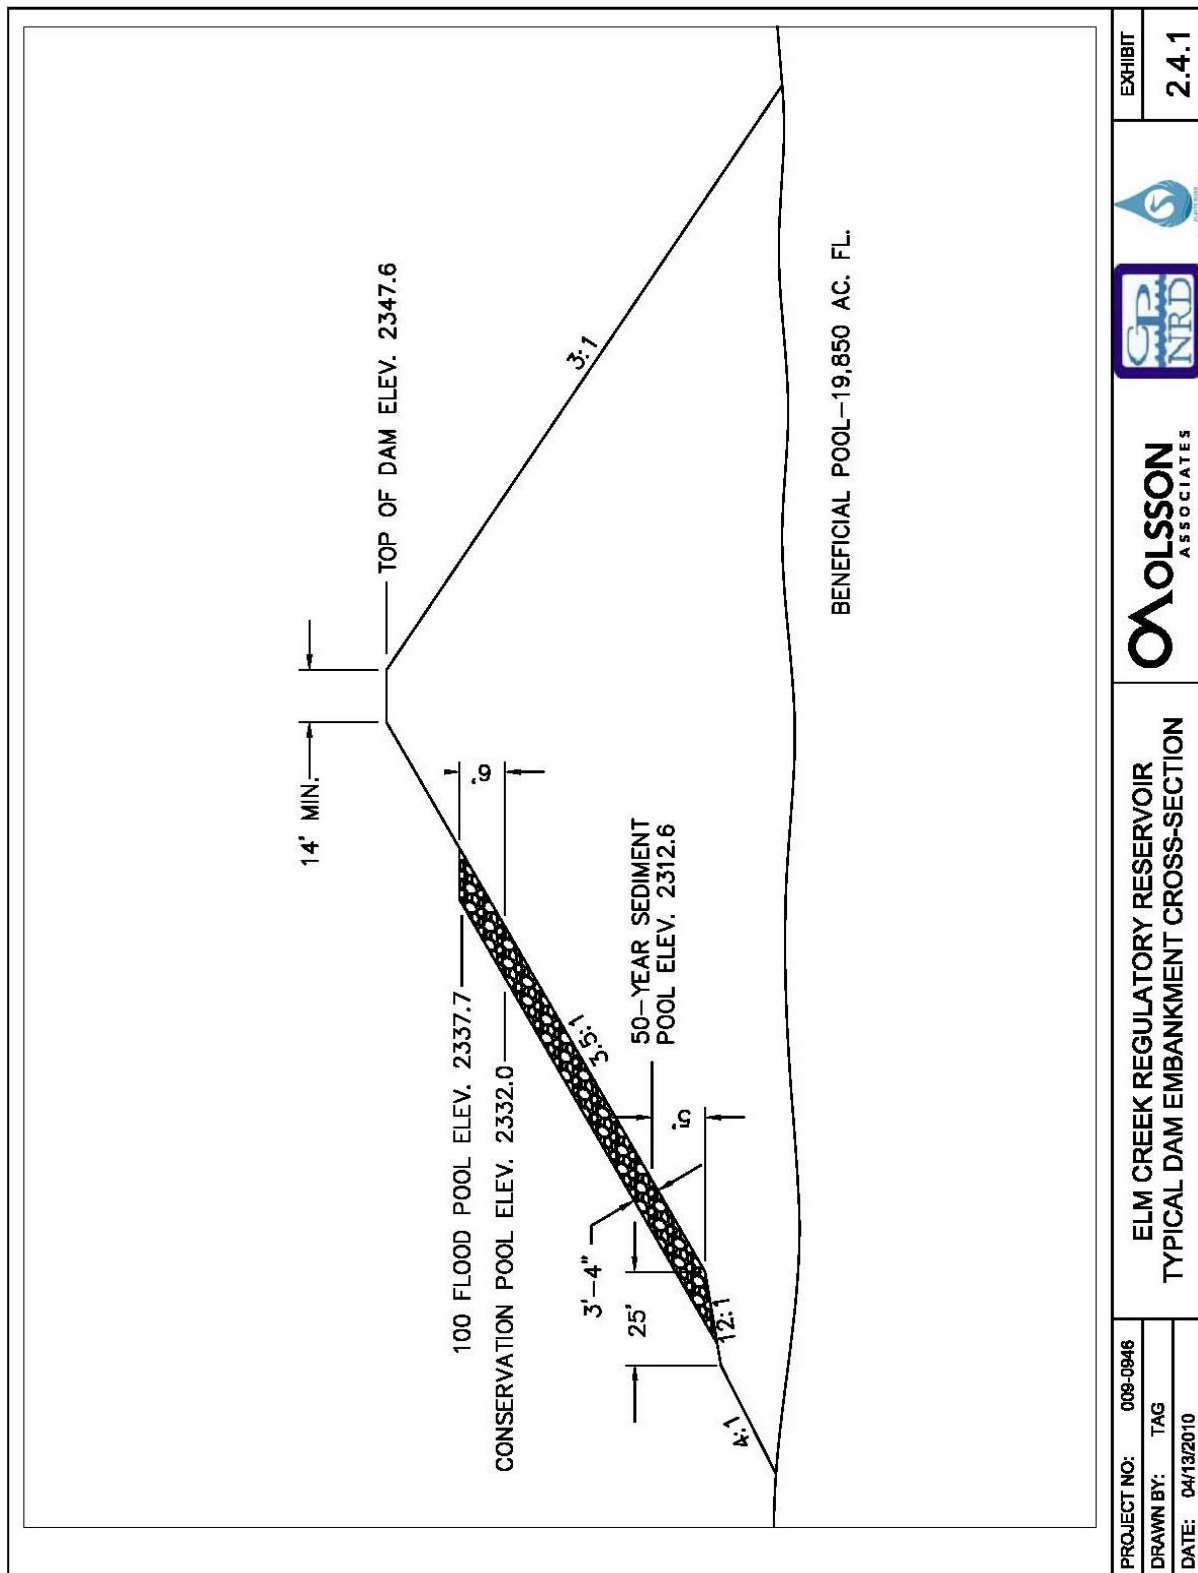 14' MIN.
TOP OF DAM ELEV. 2347.6
100 FLOOD POOL ELEV. 2337.7
6'
CONSERVATION POOL ELEV. 2332.0
3:1
3.5:1
50-YEAR SEDIMENT
POOL ELEV. 2312.6
3'-4"
25'
5'
12:1
4:1
BENEFICIAL POOL-19,850 AC. FL.
PROJECT NO: 009-0946
DRAWN BY: TAG
DATE: 04/13/2010
ELM CREEK REGULATORY RESERVOIR
TYPICAL DAM EMBANKMENT CROSS-SECTION
OLSSON
ASSOCIATES
CP
NRD
EXHIBIT
2.4.1